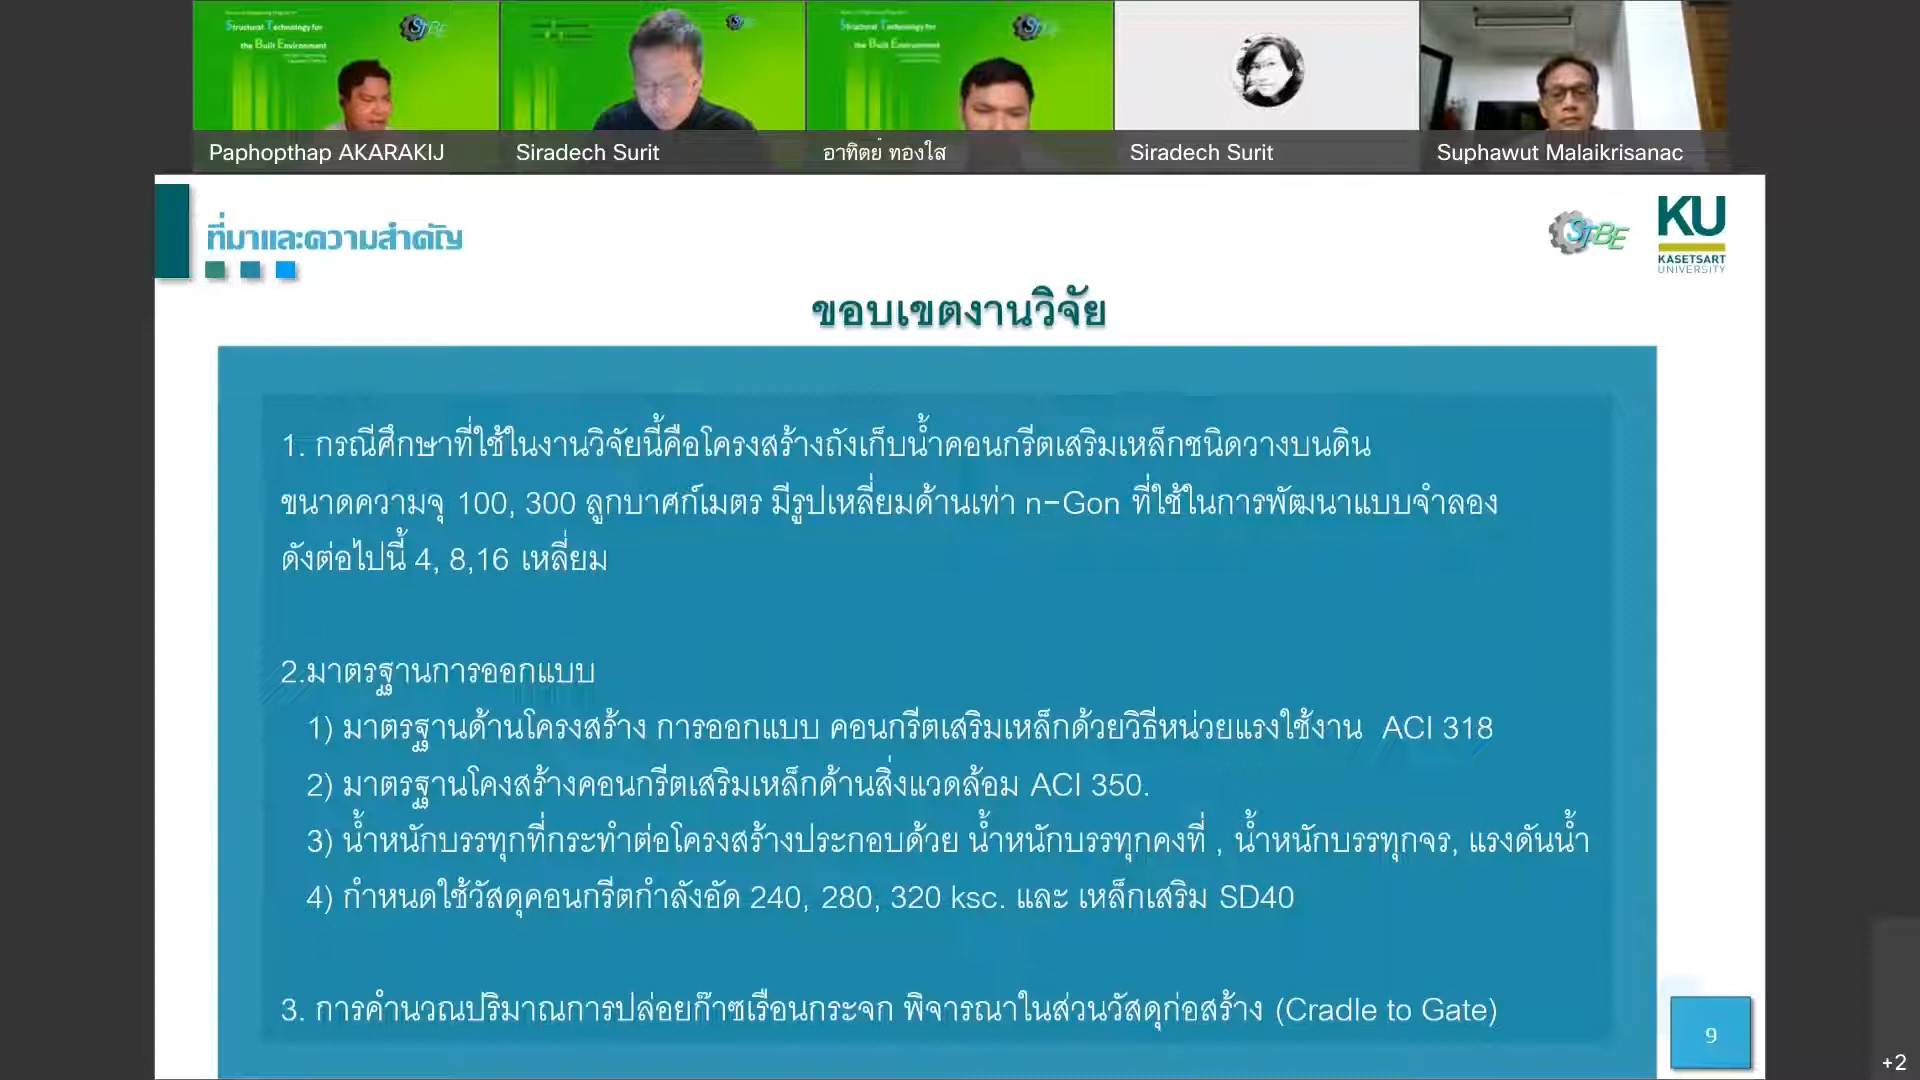 Structural Technology for
the Built Environment
STBE
Structural Technology for
the Built Environment
STBE
Paphopthap AKARAKIJ
Siradech Surit
อาทิตย์ ทองใส
Siradech Surit
Suphawut Malaikrisanac
ที่มาและความสำคัญ
STBE
KU
KASETSART
UNIVERSITY
ขอบเขตงานวิจัย
1. กรณีศึกษาที่ใช้ในงานวิจัยนี้คือโครงสร้างถังเก็บน้ำคอนกรีตเสริมเหล็กชนิดวางบนดิน
ขนาดความจุ 100, 300 ลูกบาศก์เมตร มีรูปเหลี่ยมด้านเท่า n-Gon ที่ใช้ในการพัฒนาแบบจำลอง
ดังต่อไปนี้ 4, 8,16 เหลี่ยม
2.มาตรฐานการออกแบบ
1) มาตรฐานด้านโครงสร้าง การออกแบบ คอนกรีตเสริมเหล็กด้วยวิธีหน่วยแรงใช้งาน ACI 318
2) มาตรฐานโคงสร้างคอนกรีตเสริมเหล็กด้านสิ่งแวดล้อม ACI 350.
3) น้ำหนักบรรทุกที่กระทำต่อโครงสร้างประกอบด้วย น้ำหนักบรรทุกคงที่ , น้ำหนักบรรทุกจร, แรงดันน้ำ
4) กำหนดใช้วัสดุคอนกรีตกำลังอัด 240, 280, 320 ksc. และ เหล็กเสริม SD40
3. การคำนวณปริมาณการปล่อยก๊าซเรือนกระจก พิจารณาในส่วนวัสดุก่อสร้าง (Cradle to Gate)
9
+2